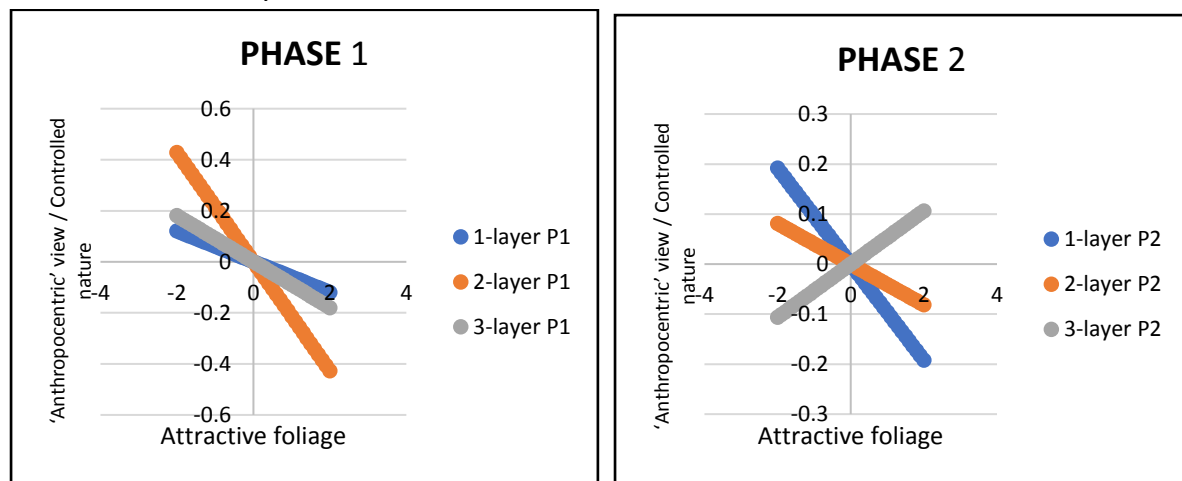 PHASE 1
'Anthropocentric' view / Controlled
nature
0.6
0.4
0.2
0
-0.2
-0.4
-0.6
-4
-2
0
2
4
Attractive foliage
1-layer P1
2-layer P1
3-layer P1
PHASE 2
'Anthropocentric' view / Controlled
nature
0.3
0.2
0.1
0
-0.1
-0.2
-0.3
-4
-2
0
2
4
Attractive foliage
1-layer P2
2-layer P2
3-layer P2